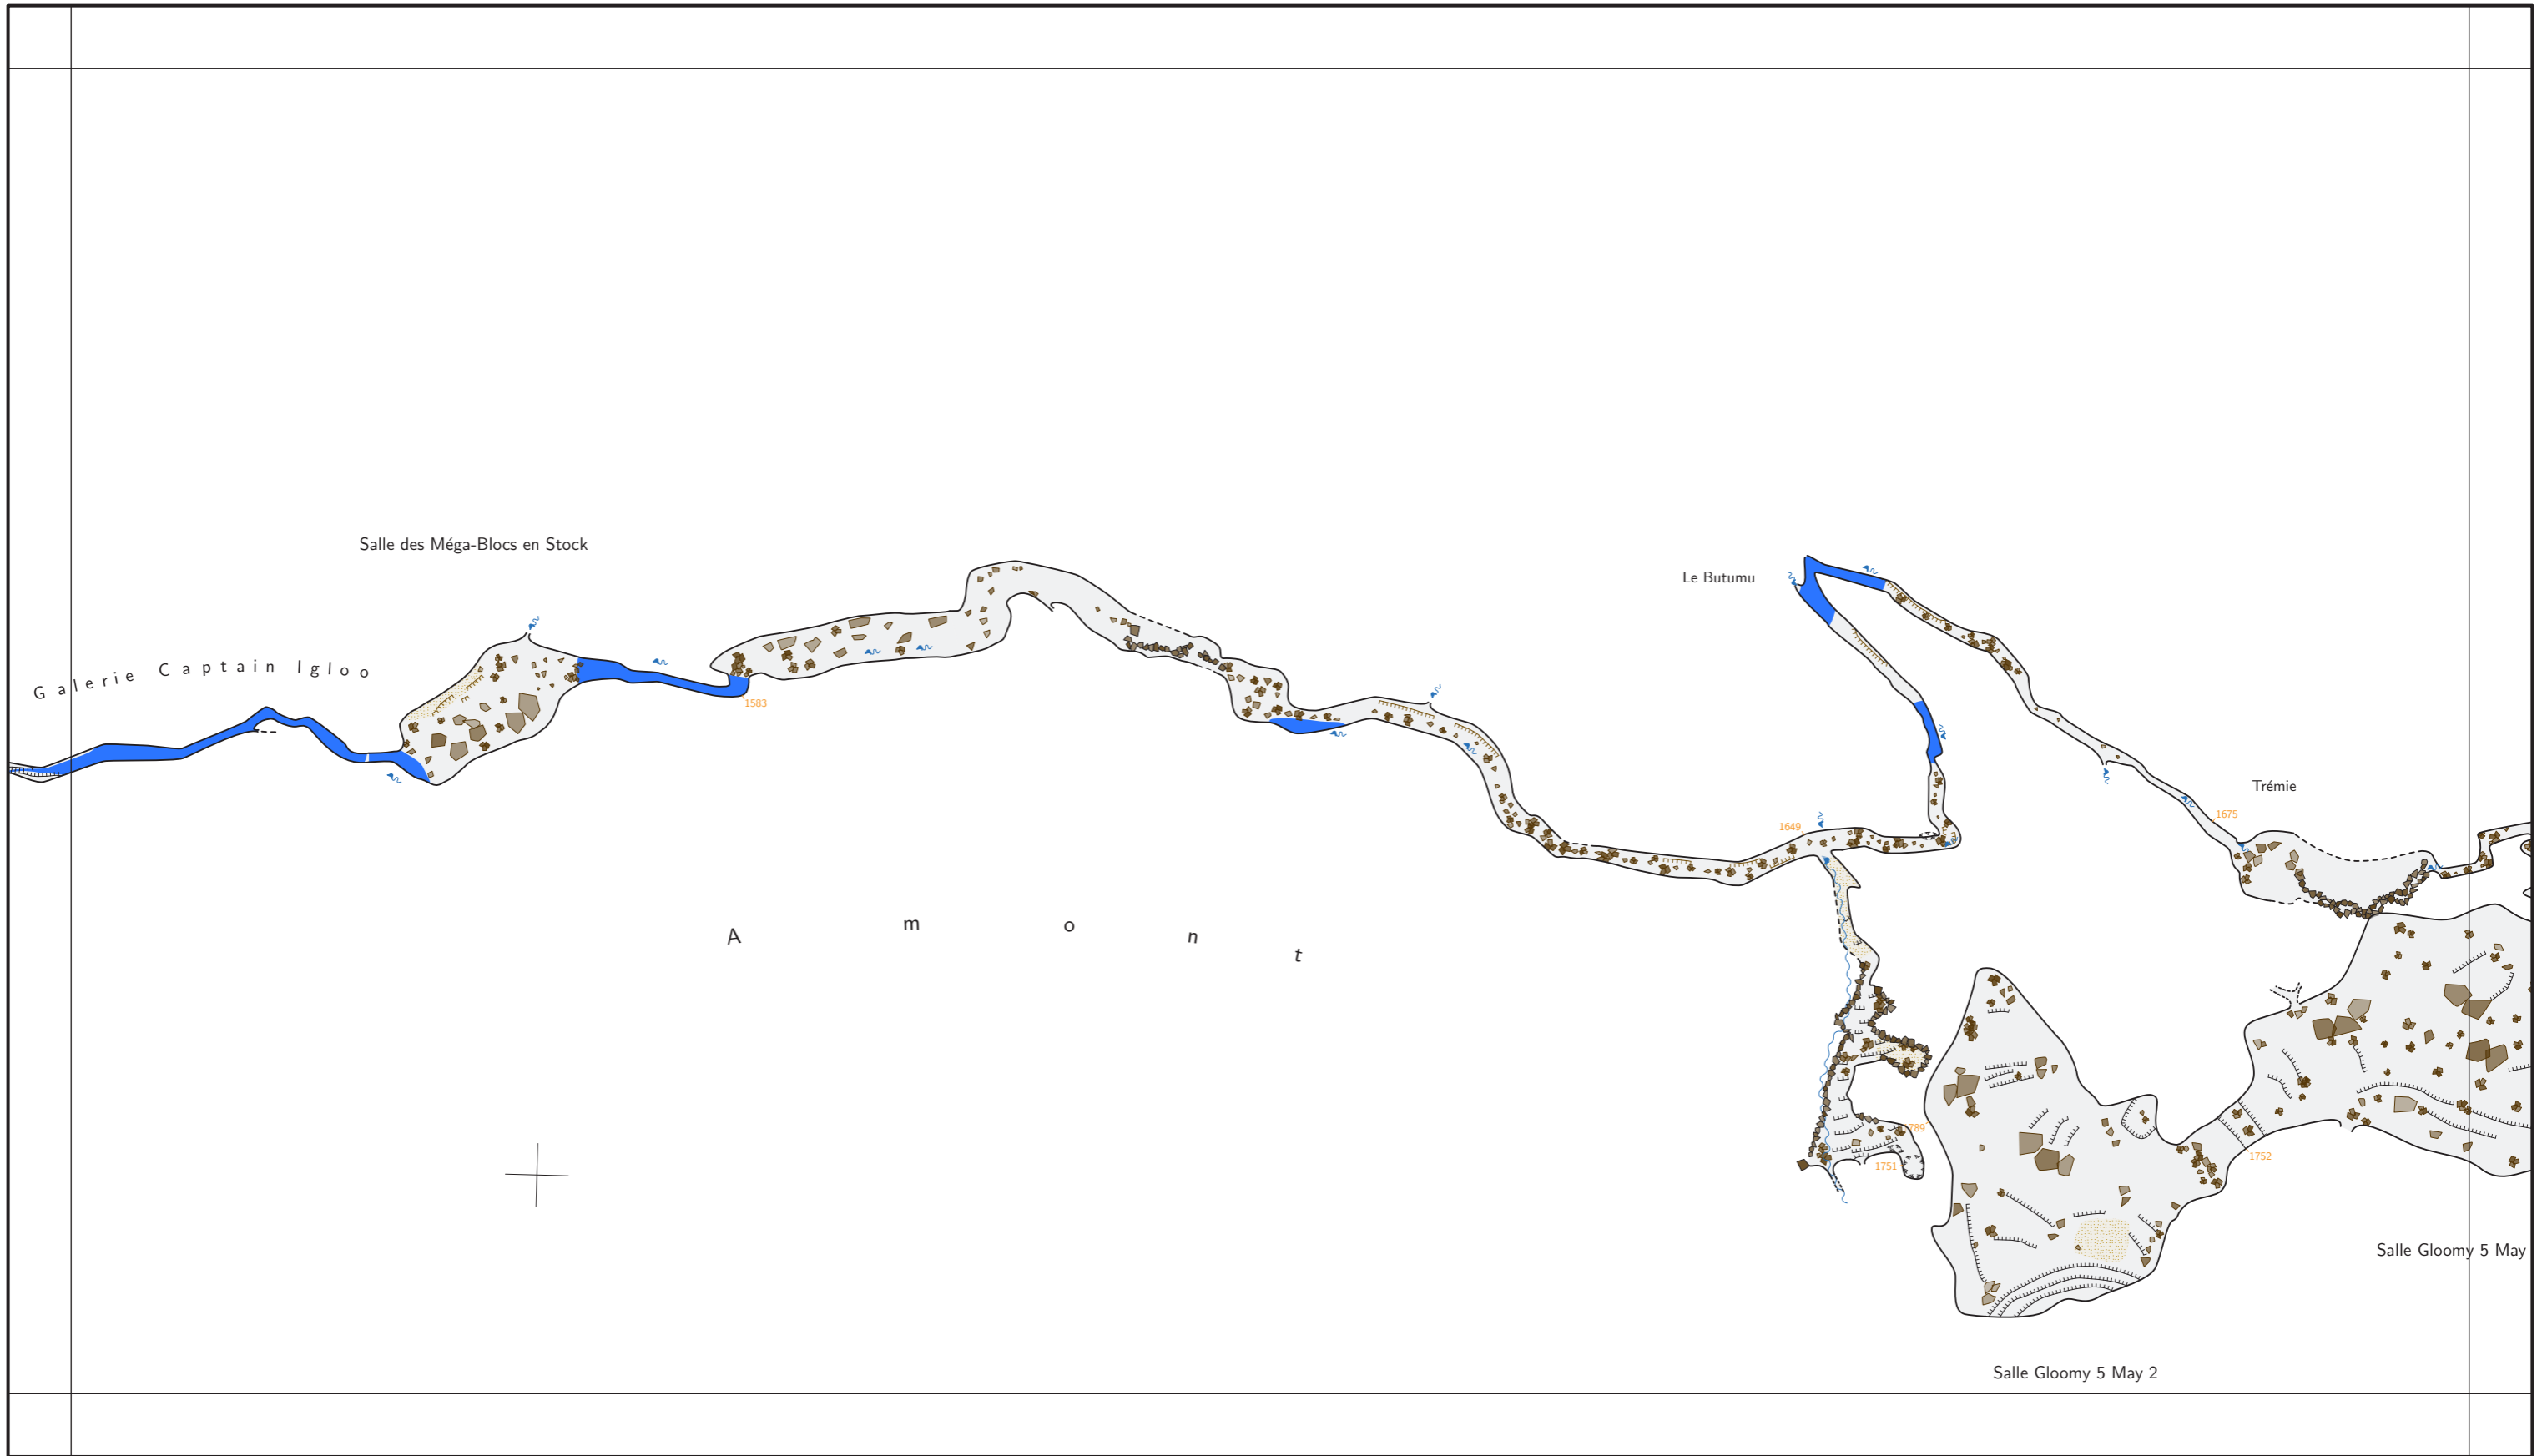 Salle des Méga-Blocs en Stock
Le Butumu
Galerie Captain Igloo
1583
Trémie
1675
1649
Amont
1789
1752
1751
Salle Gloomy 5 May
Salle Gloomy 5 May 2